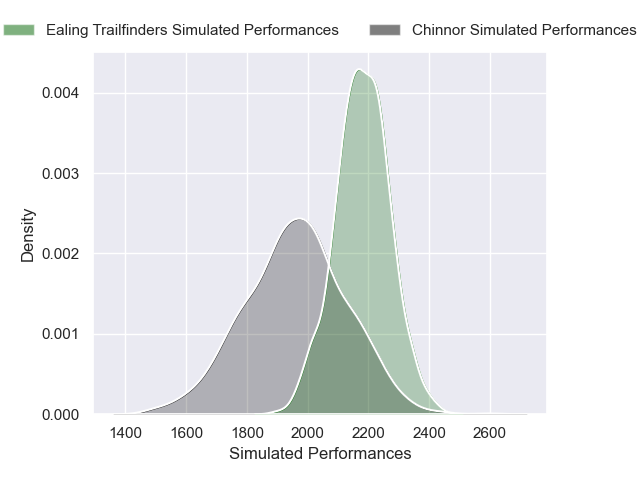 Ealing Trailfinders Simulated Performances
Chinnor Simulated Performances
0.004
0.003
0.002
0.001
0.000
Density
1400 1600 1800 2000 2200 2400 2600
Simulated Performances